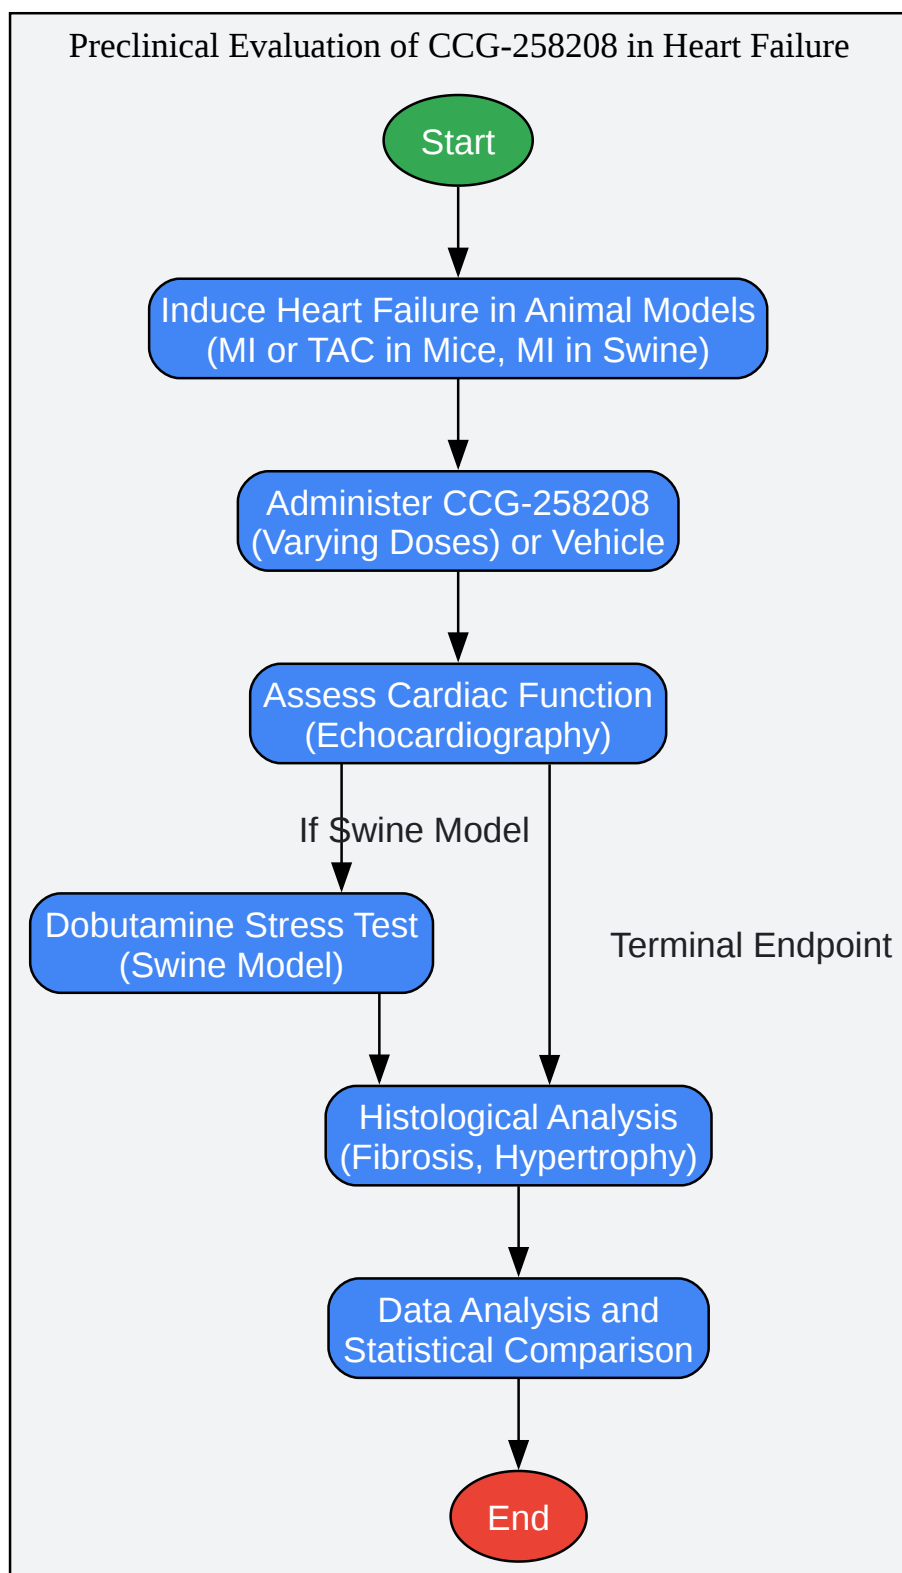 Preclinical Evaluation of CCG-258208 in Heart Failure
Start
Induce Heart Failure in Animal Models
(MI or TAC in Mice, MI in Swine)
Administer CCG-258208
(Varying Doses) or Vehicle
Assess Cardiac Function
(Echocardiography)
If Swine Model
Dobutamine Stress Test
(Swine Model)
Terminal Endpoint
Histological Analysis
(Fibrosis, Hypertrophy)
Data Analysis and
Statistical Comparison
End